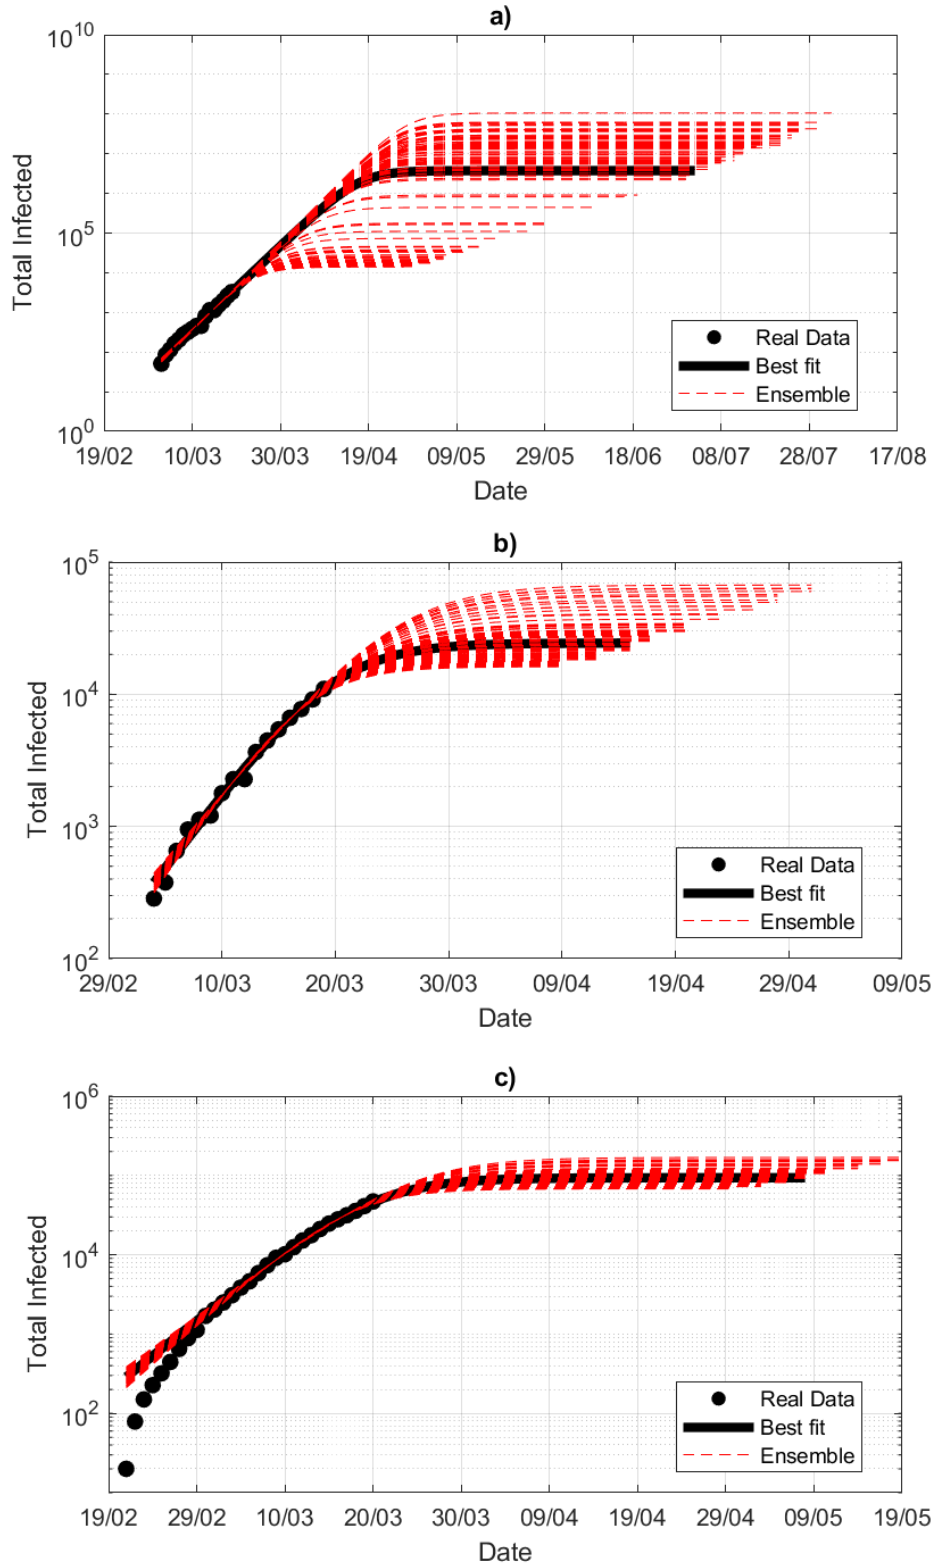 a)
10^10
10^5
10^0
Total Infected
Real Data
Best fit
Ensemble
19/02 10/03 30/03 19/04 09/05 29/05 18/06 08/07 28/07 17/08
Date
b)
10^5
10^4
10^3
10^2
Total Infected
Real Data
Best fit
Ensemble
29/02 10/03 20/03 30/03 09/04 19/04 29/04 09/05
Date
c)
10^6
10^4
10^2
Total Infected
Real Data
Best fit
Ensemble
19/02 29/02 10/03 20/03 30/03 09/04 19/04 29/04 09/05 19/05
Date